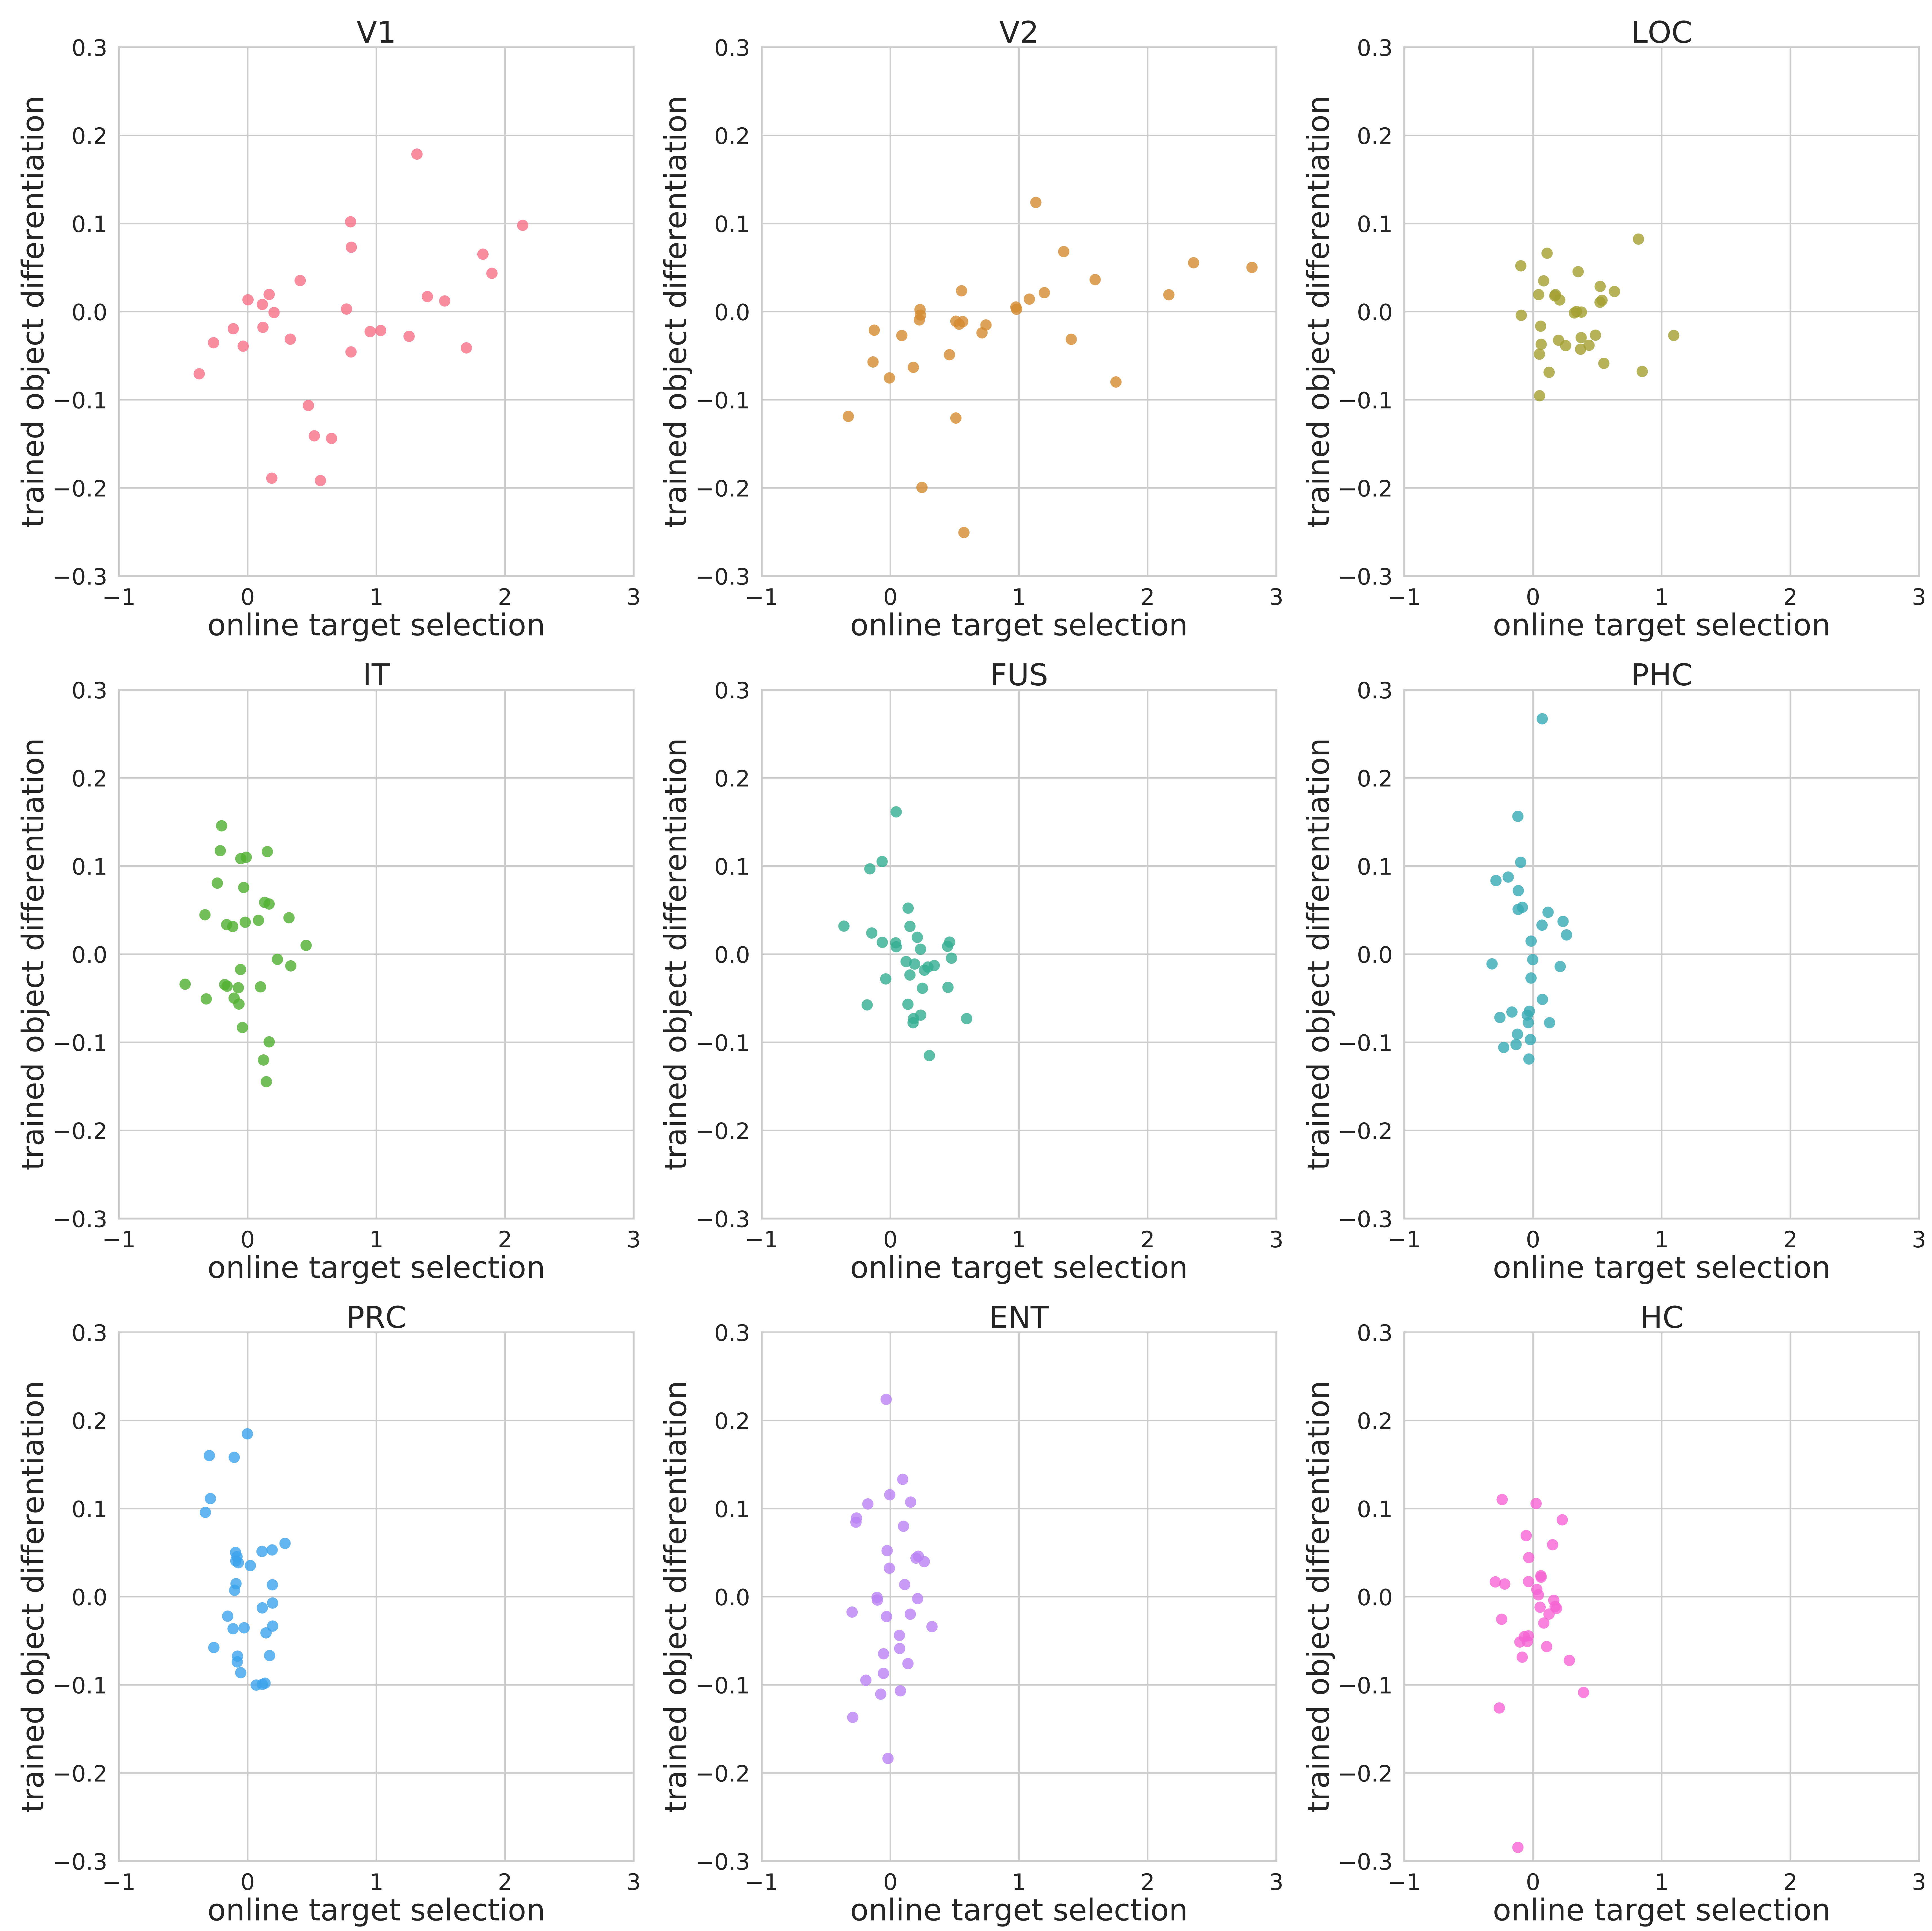 V1
0.3
0.2
0.1
0.0
−0.1
−0.2
−0.3
trained object differentiation
−1 0 1 2 3
online target selection
V2
0.3
0.2
0.1
0.0
−0.1
−0.2
−0.3
trained object differentiation
−1 0 1 2 3
online target selection
LOC
0.3
0.2
0.1
0.0
−0.1
−0.2
−0.3
trained object differentiation
−1 0 1 2 3
online target selection
IT
0.3
0.2
0.1
0.0
−0.1
−0.2
−0.3
trained object differentiation
−1 0 1 2 3
online target selection
FUS
0.3
0.2
0.1
0.0
−0.1
−0.2
−0.3
trained object differentiation
−1 0 1 2 3
online target selection
PHC
0.3
0.2
0.1
0.0
−0.1
−0.2
−0.3
trained object differentiation
−1 0 1 2 3
online target selection
PRC
0.3
0.2
0.1
0.0
−0.1
−0.2
−0.3
trained object differentiation
−1 0 1 2 3
online target selection
ENT
0.3
0.2
0.1
0.0
−0.1
−0.2
−0.3
trained object differentiation
−1 0 1 2 3
online target selection
HC
0.3
0.2
0.1
0.0
−0.1
−0.2
−0.3
trained object differentiation
−1 0 1 2 3
online target selection